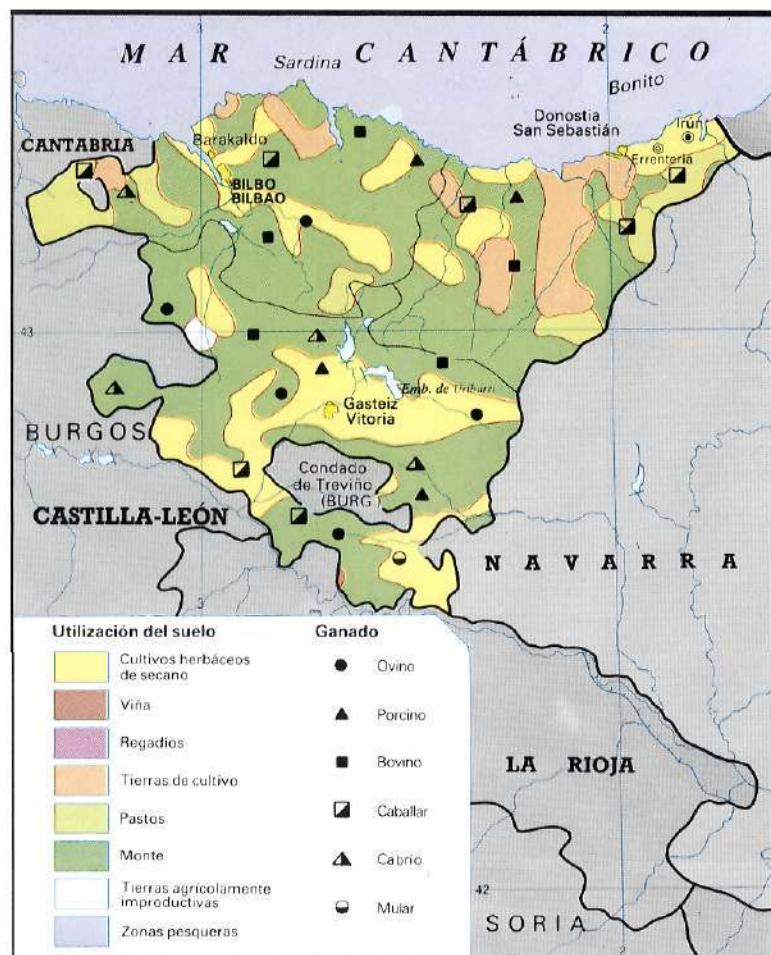 MAR CANTÁBRICO
Sardina
Bonito
Donostia
San Sebastián
Irún
Errenteria
CANTABRIA
Barakaldo
BILBO
BILBAO
3
2
43
Emb. de Uribarri
Gasteiz
Vitoria
BURGOS
Condado
de Treviño
(BURG)
CASTILLA-LEÓN
NAVARRA
3
LA RIOJA
42
SORIA
2
Utilización del suelo
Cultivos herbáceos
de secano
Viña
Regadíos
Tierras de cultivo
Pastos
Monte
Tierras agrícolamente
improductivas
Zonas pesqueras
Ganado
Ovino
Porcino
Bovino
Caballar
Cabrío
Mular